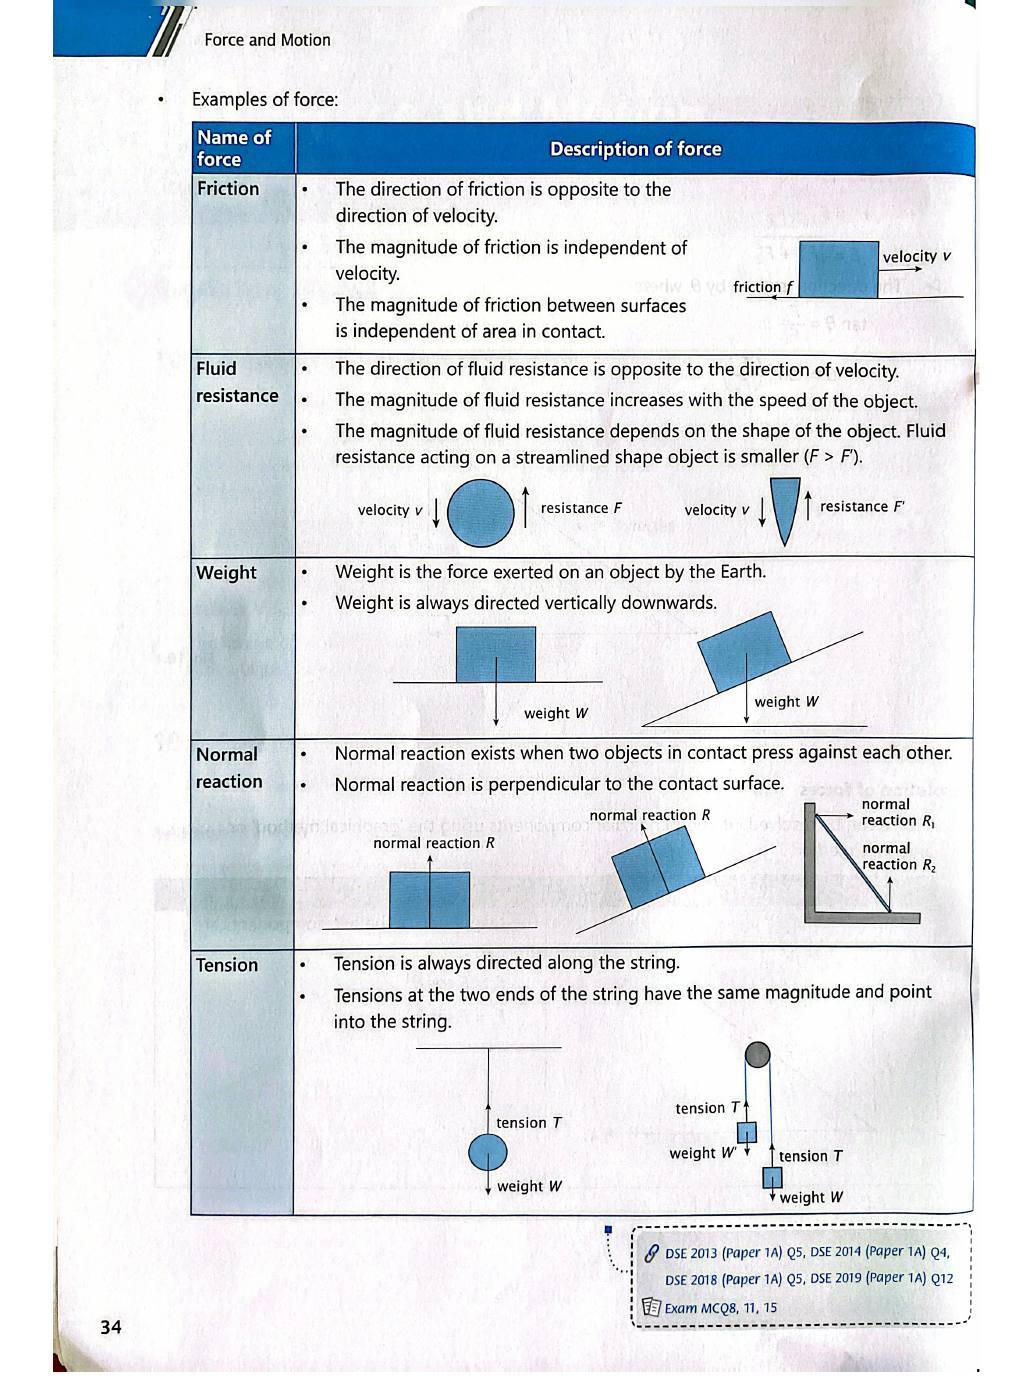 Force and Motion
• Examples of force:
Name of
force
Description of force
Friction
• The direction of friction is opposite to the
direction of velocity.
• The magnitude of friction is independent of
velocity.
• The magnitude of friction between surfaces
is independent of area in contact.
velocity v
friction f
Fluid
resistance
• The direction of fluid resistance is opposite to the direction of velocity.
• The magnitude of fluid resistance increases with the speed of the object.
• The magnitude of fluid resistance depends on the shape of the object. Fluid
resistance acting on a streamlined shape object is smaller (F > F').
velocity v
resistance F
velocity v
resistance F'
Weight
• Weight is the force exerted on an object by the Earth.
• Weight is always directed vertically downwards.
weight W
weight W
Normal
reaction
• Normal reaction exists when two objects in contact press against each other.
• Normal reaction is perpendicular to the contact surface.
normal reaction R
normal reaction R
normal
reaction R₁
normal
reaction R₂
Tension
• Tension is always directed along the string.
• Tensions at the two ends of the string have the same magnitude and point
into the string.
tension T
weight W
tension T
weight W'
tension T
weight W
DSE 2013 (Paper 1A) Q5, DSE 2014 (Paper 1A) Q4,
DSE 2018 (Paper 1A) Q5, DSE 2019 (Paper 1A) Q12
Exam MCQ8, 11, 15
34